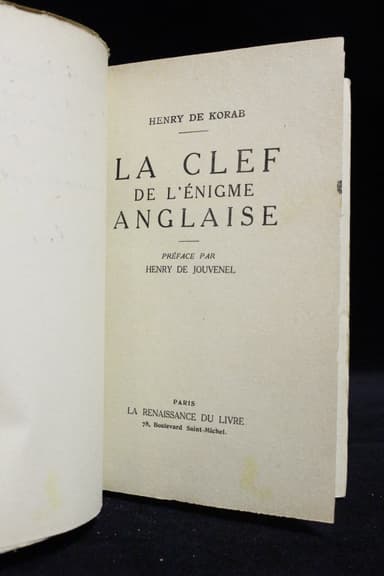 HENRY DE KORAB
LA CLEF
DE L'ÉNIGME
ANGLAISE
PRÉFACE PAR
HENRY DE JOUVENEL
PARIS
LA RENAISSANCE DU LIVRE
78, Boulevard Saint-Michel.